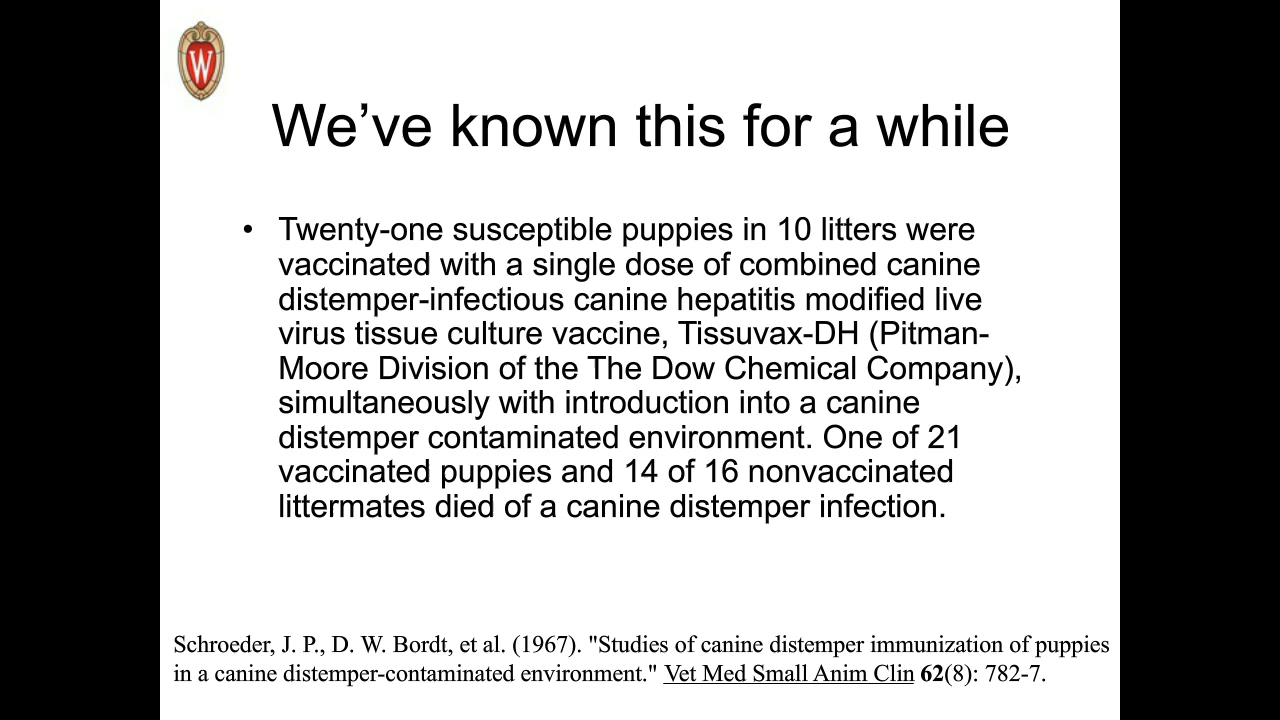 W
We’ve known this for a while
• Twenty-one susceptible puppies in 10 litters were
vaccinated with a single dose of combined canine
distemper-infectious canine hepatitis modified live
virus tissue culture vaccine, Tissuvax-DH (Pitman-
Moore Division of the The Dow Chemical Company),
simultaneously with introduction into a canine
distemper contaminated environment. One of 21
vaccinated puppies and 14 of 16 nonvaccinated
littermates died of a canine distemper infection.
Schroeder, J. P., D. W. Bordt, et al. (1967). "Studies of canine distemper immunization of puppies
in a canine distemper-contaminated environment." Vet Med Small Anim Clin 62(8): 782-7.